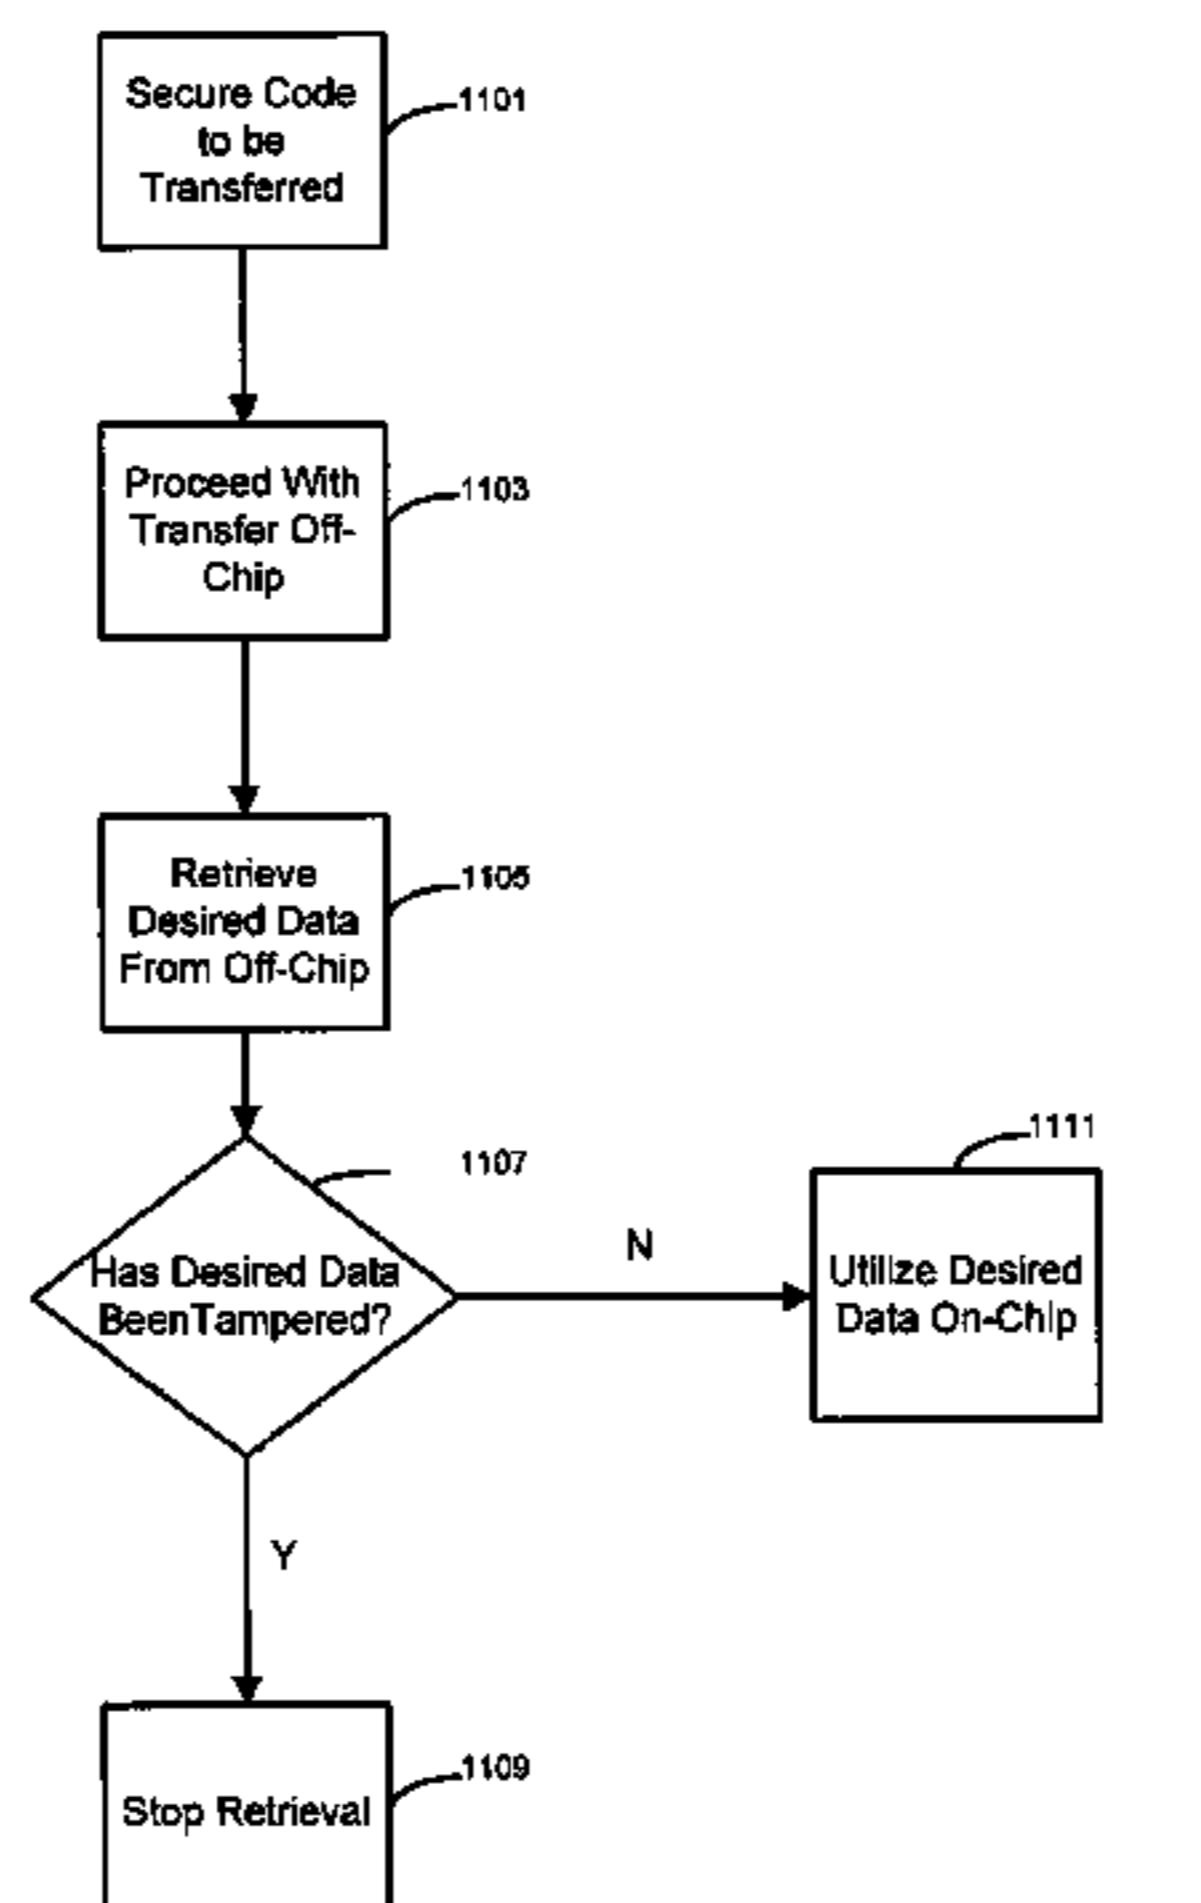 Secure Code
to be
Transferred
1101
Proceed With
Transfer Off-
Chip
1103
Retrieve
Desired Data
From Off-Chip
1105
1107
Has Desired Data
BeenTampered?
N
1111
Utilize Desired
Data On-Chip
Y
Stop Retrieval
1109